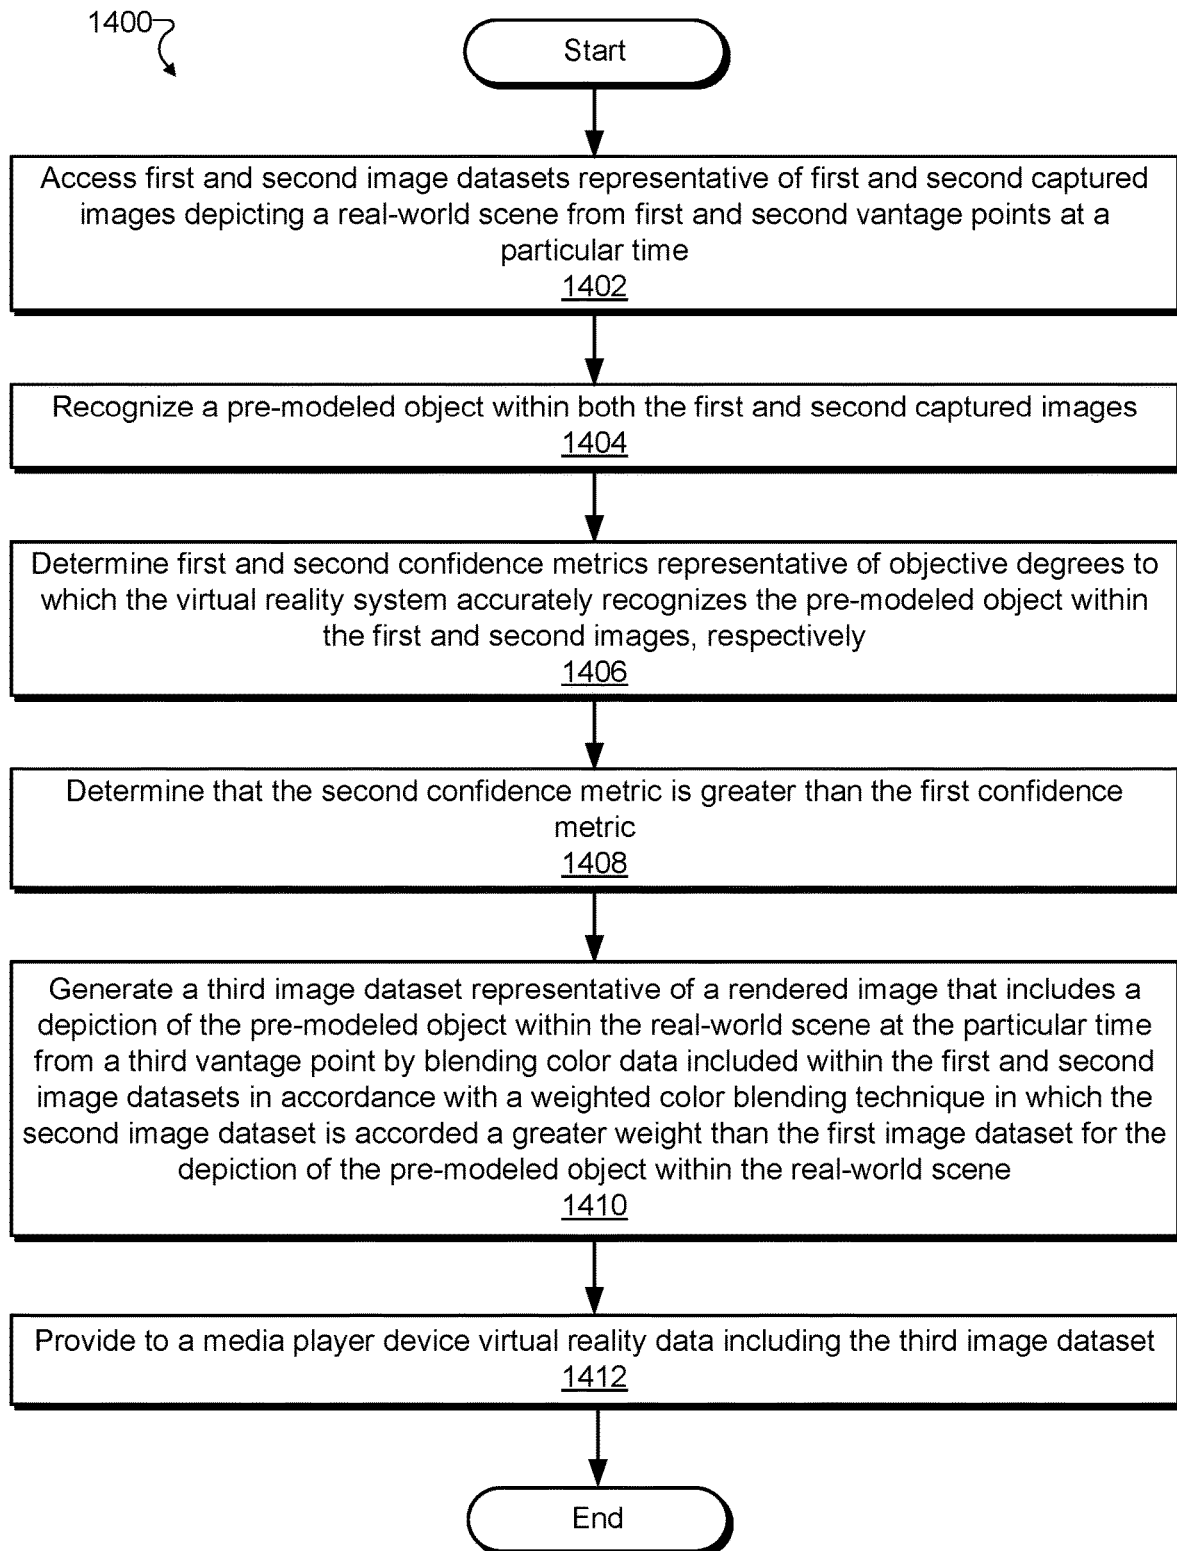 1400
Start
Access first and second image datasets representative of first and second captured
images depicting a real-world scene from first and second vantage points at a
particular time
1402
Recognize a pre-modeled object within both the first and second captured images
1404
Determine first and second confidence metrics representative of objective degrees to
which the virtual reality system accurately recognizes the pre-modeled object within
the first and second images, respectively
1406
Determine that the second confidence metric is greater than the first confidence
metric
1408
Generate a third image dataset representative of a rendered image that includes a
depiction of the pre-modeled object within the real-world scene at the particular time
from a third vantage point by blending color data included within the first and second
image datasets in accordance with a weighted color blending technique in which the
second image dataset is accorded a greater weight than the first image dataset for the
depiction of the pre-modeled object within the real-world scene
1410
Provide to a media player device virtual reality data including the third image dataset
1412
End